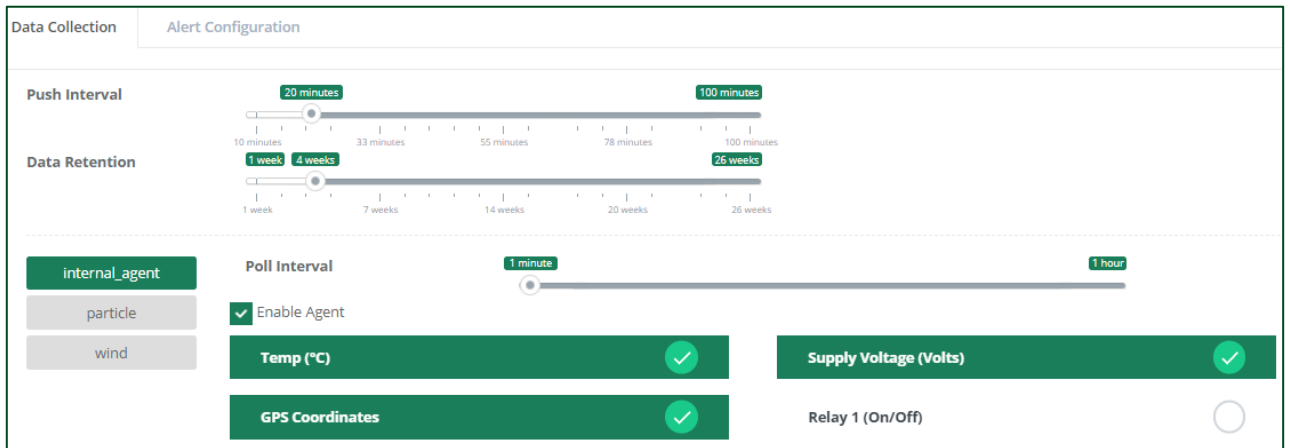 Data Collection Alert Configuration
Push Interval 20 minutes 100 minutes
10 minutes 33 minutes 55 minutes 78 minutes 100 minutes
Data Retention 1 week 4 weeks 26 weeks
1 week 7 weeks 14 weeks 20 weeks 26 weeks
internal_agent Poll Interval 1 minute 1 hour
particle Enable Agent
wind Temp (°C) Supply Voltage (Volts)
GPS Coordinates Relay 1 (On/Off)